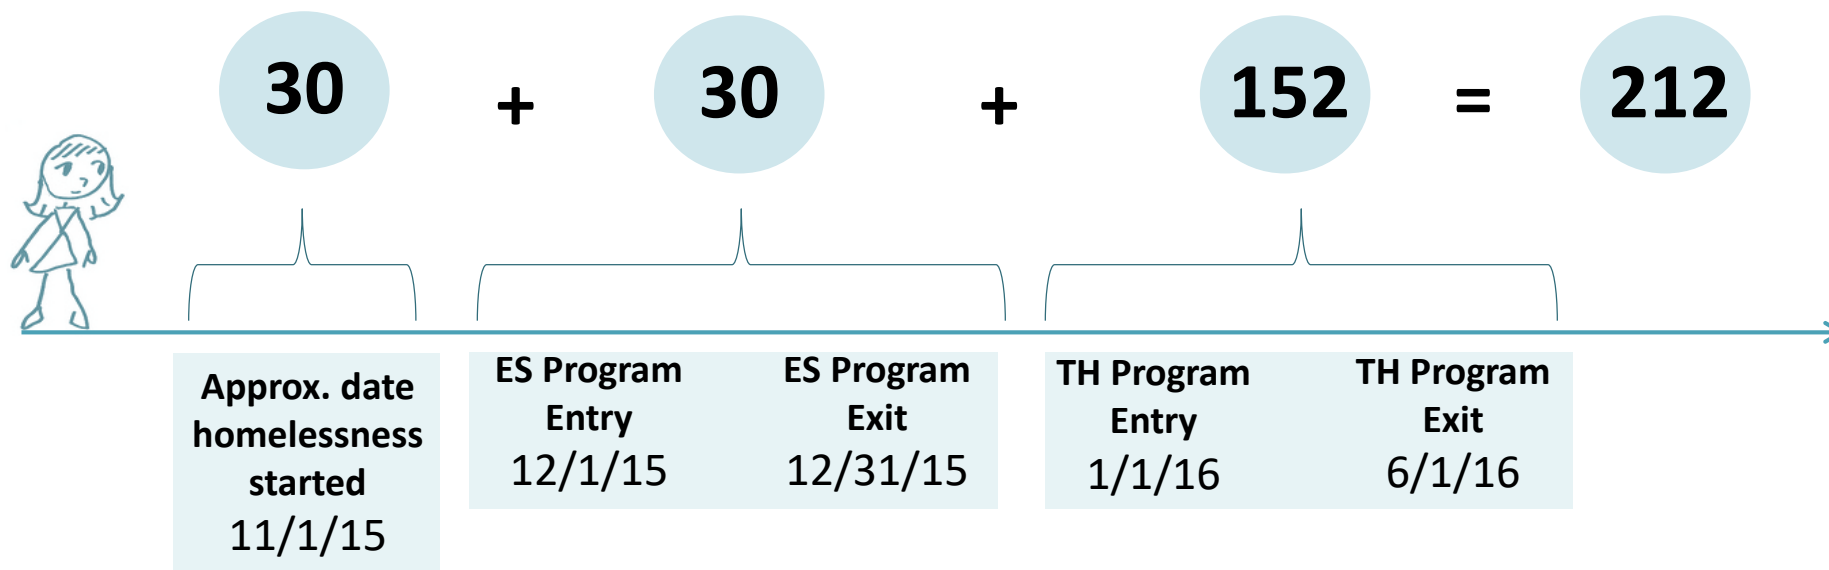 30 + 30 + 152 = 212
Approx. date
homelessness
started
11/1/15
ES Program
Entry
12/1/15
ES Program
Exit
12/31/15
TH Program
Entry
1/1/16
TH Program
Exit
6/1/16